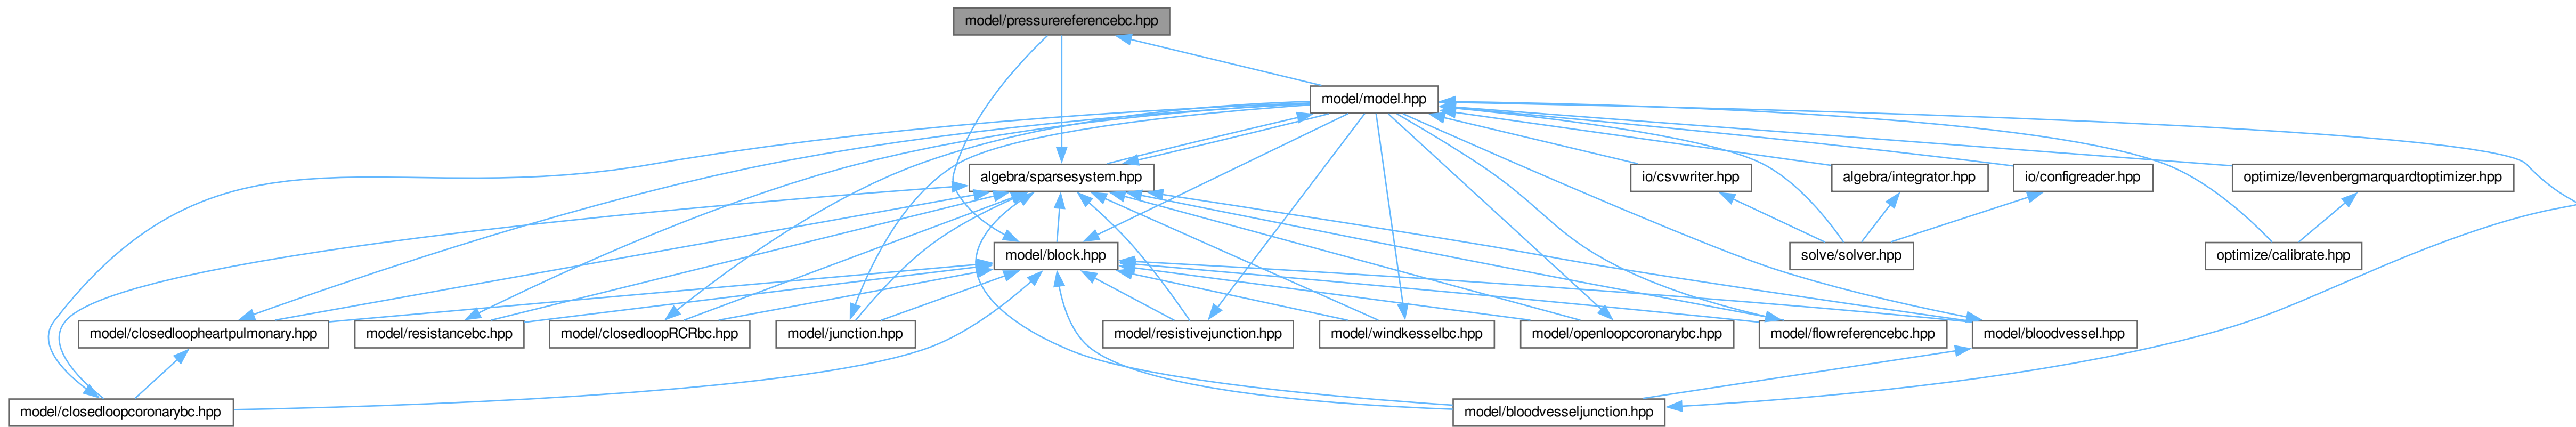 model/pressurereferencebc.hpp
model/model.hpp
algebra/sparsesystem.hpp
io/csvwriter.hpp
algebra/integrator.hpp
io/configreader.hpp
optimize/levenbergmarquardtoptimizer.hpp
model/block.hpp
solve/solver.hpp
optimize/calibrate.hpp
model/closedloopheartpulmonary.hpp
model/resistancebc.hpp
model/closedloopRCRbc.hpp
model/junction.hpp
model/resistivejunction.hpp
model/windkesselbc.hpp
model/openloopcoronarybc.hpp
model/flowreferencebc.hpp
model/bloodvessel.hpp
model/closedloopcoronarybc.hpp
model/bloodvesseljunction.hpp